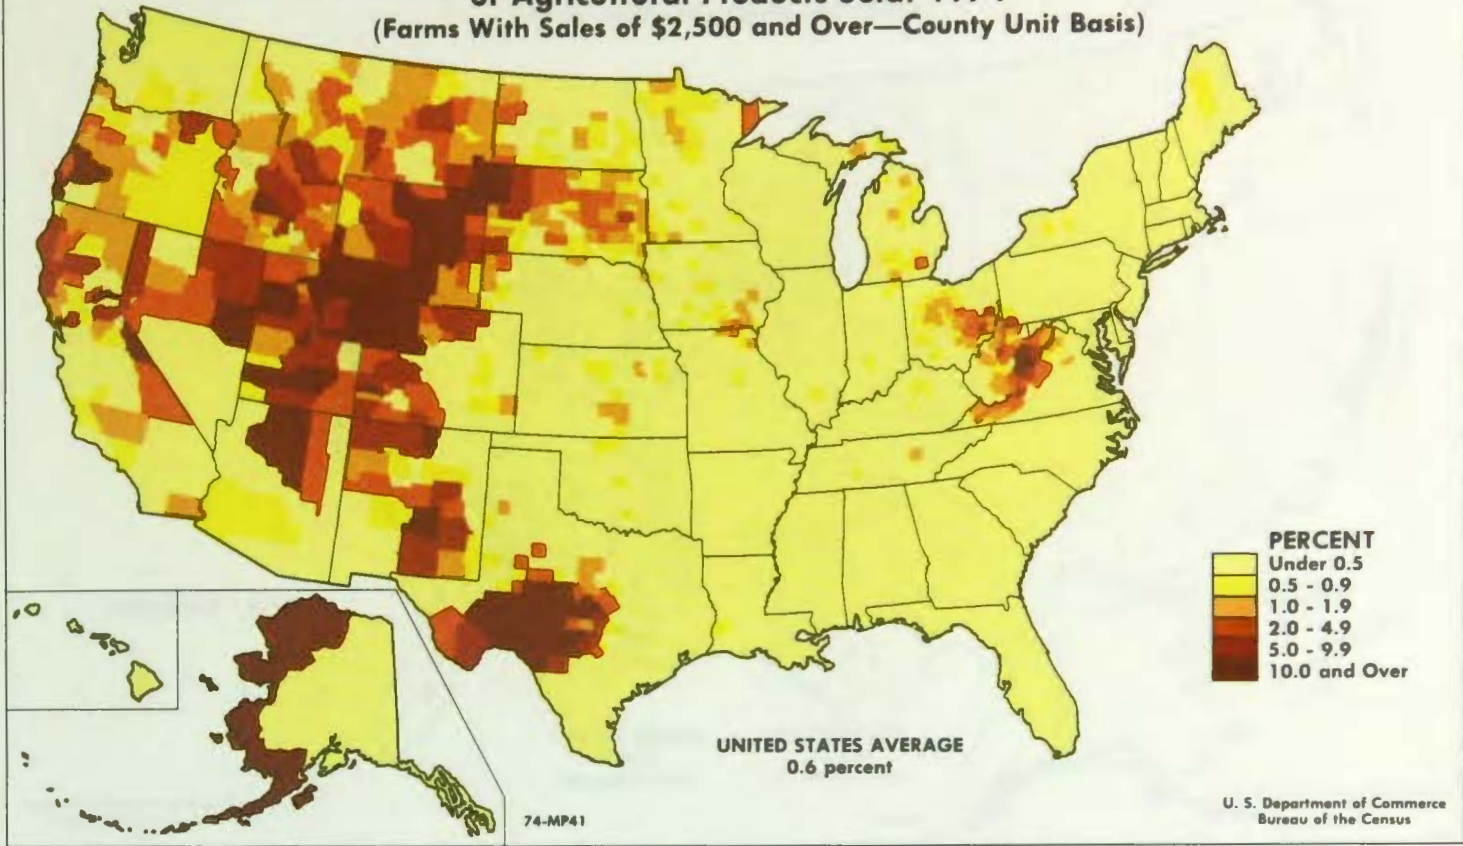 (Farms With Sales of $2,500 and Over—County Unit Basis)
PERCENT
Under 0.5
0.5 - 0.9
1.0 - 1.9
2.0 - 4.9
5.0 - 9.9
10.0 and Over
UNITED STATES AVERAGE
0.6 percent
74-MP41
U. S. Department of Commerce
Bureau of the Census